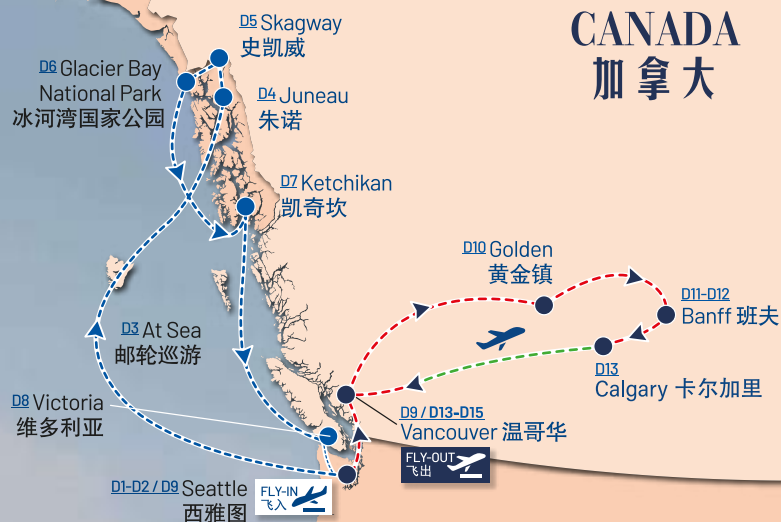 CANADA
加拿大
D5 Skagway
史凯威
D6 Glacier Bay
National Park
冰河湾国家公园
D4 Juneau
朱诺
D7 Ketchikan
凯奇坎
D10 Golden
黄金镇
D11-D12
Banff 班夫
D3 At Sea
邮轮巡游
D13
Calgary 卡尔加里
D8 Victoria
维多利亚
D9 / D13-D15
Vancouver 温哥华
FLY-OUT
飞出
D1-D2 / D9 Seattle
西雅图
FLY-IN
飞入